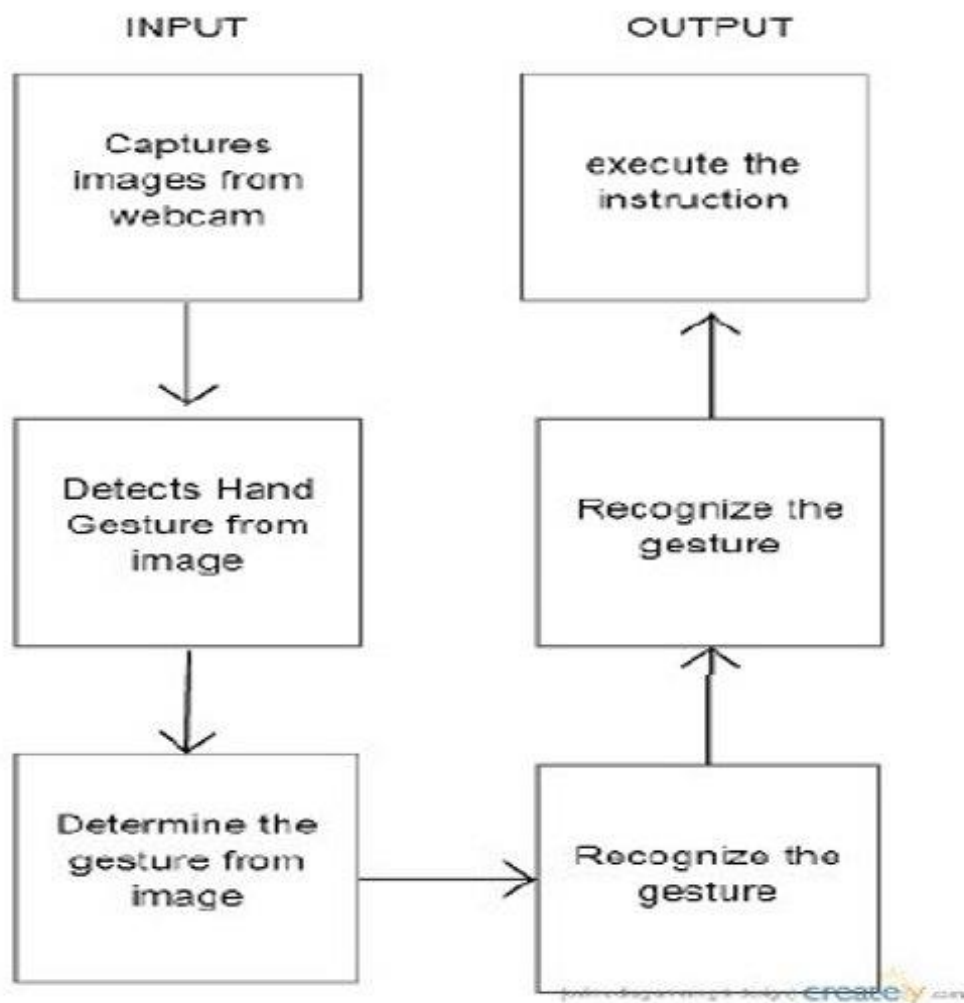 INPUT
Captures
images from
webcam
Detects Hand
Gesture from
image
Determine the
gesture from
image
OUTPUT
execute the
instruction
Recognize the
gesture
Recognize the
gesture
creately.com